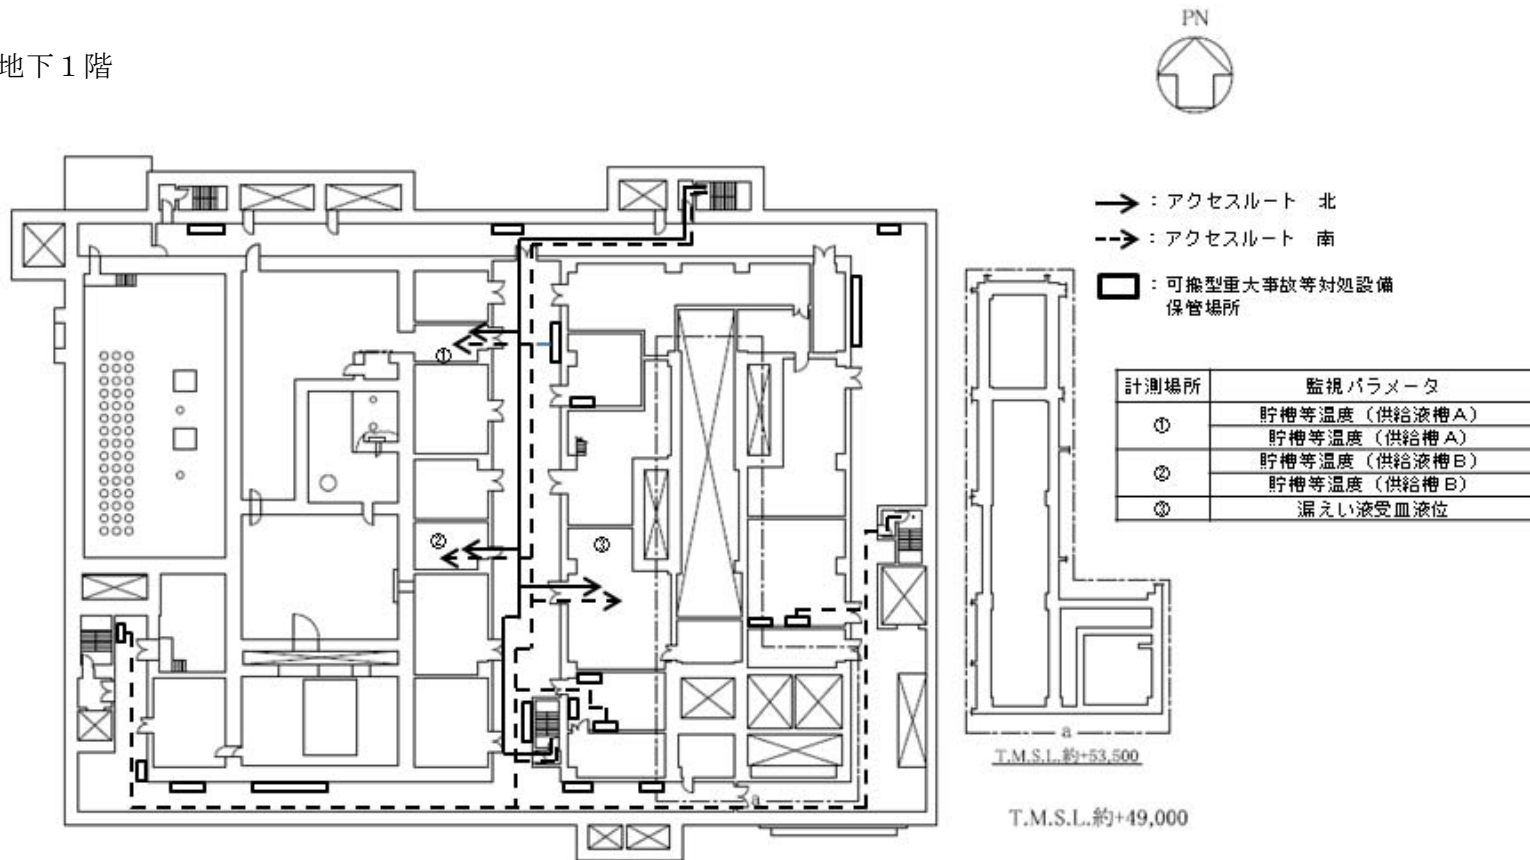 PN
地下１階
：アクセスルート　北
：アクセスルート　南
：可搬型重大事故等対処設備
保管場所
計測場所　監視パラメータ
①　貯槽等温度（供給液槽Ａ）
貯槽等温度（供給槽Ａ）
②　貯槽等温度（供給液槽Ｂ）
貯槽等温度（供給槽Ｂ）
③　漏えい液受皿液位
①
②
③
a
a
T.M.S.L.約+53,500
T.M.S.L.約+49,000